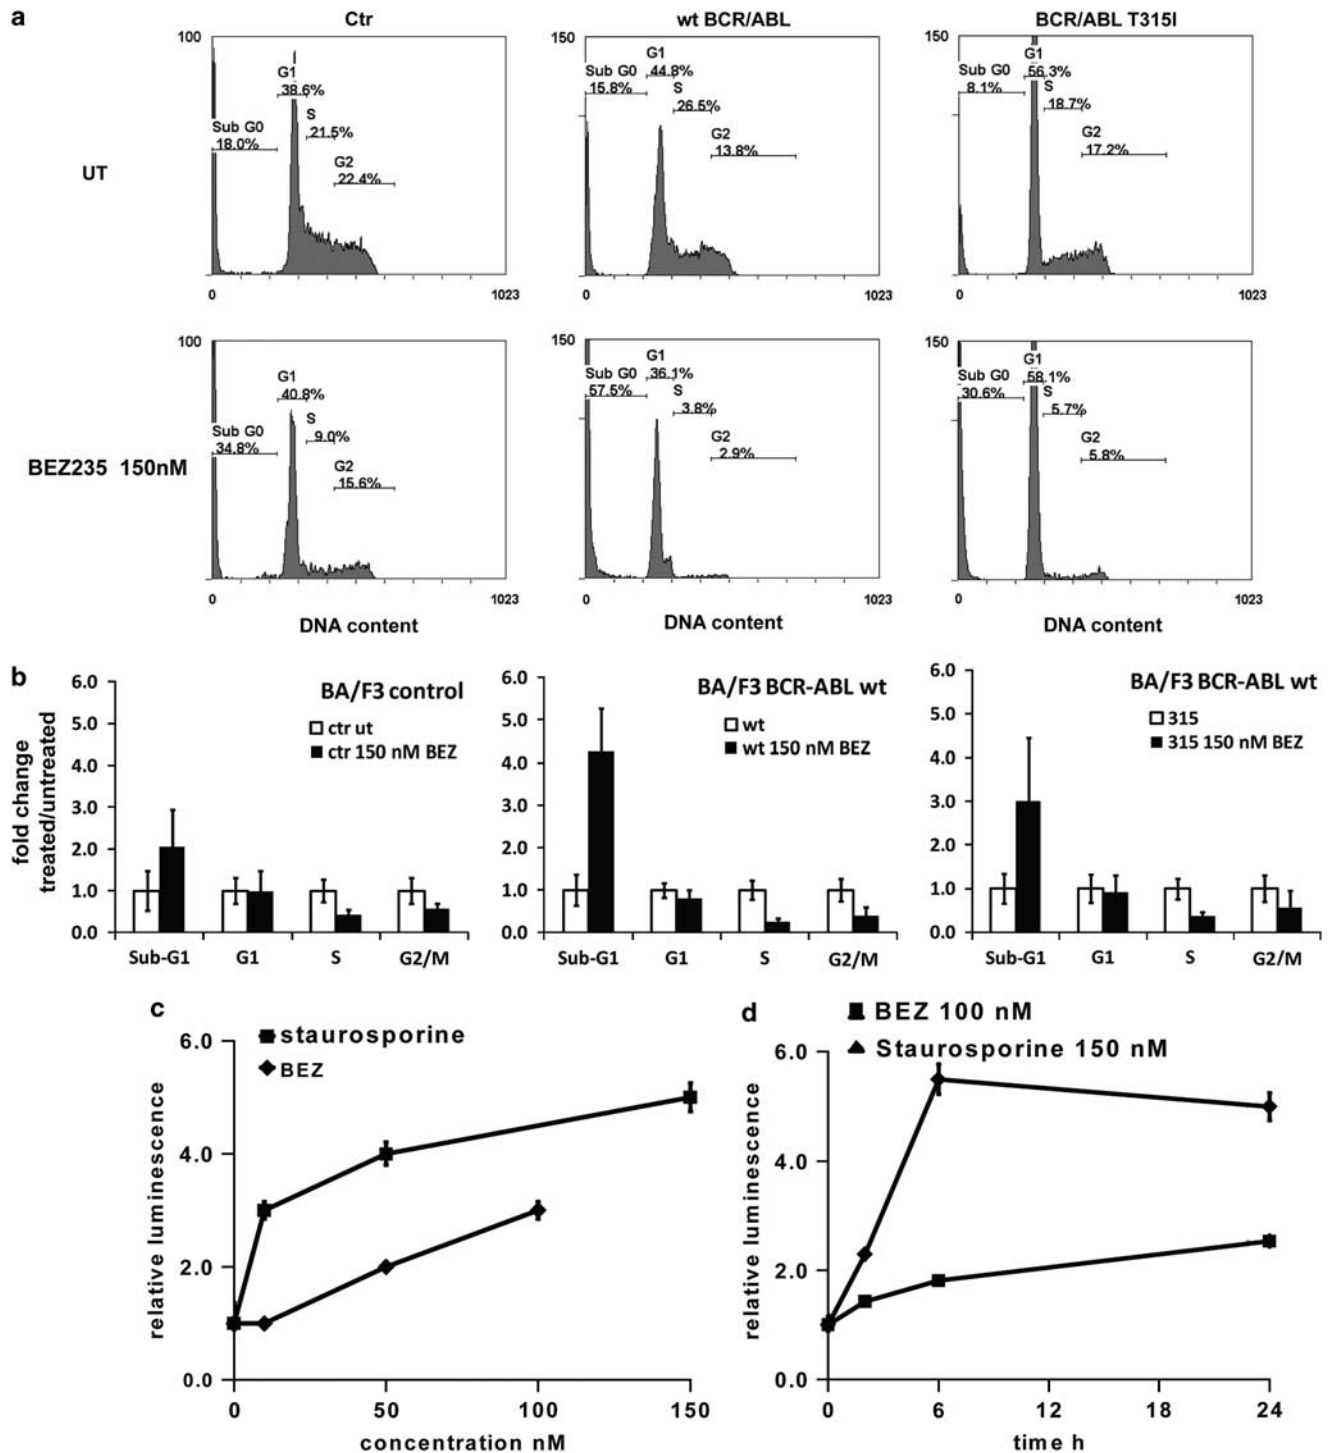 a
Ctr
wt BCR/ABL
BCR/ABL T315I
UT
100
G1
38.6%
S
21.5%
Sub G0
18.0%
G2
22.4%
0
1023
150
G1
Sub G0
44.8%
15.8%
S
26.5%
G2
13.8%
0
1023
150
G1
Sub G0
56.3%
8.1%
S
18.7%
G2
17.2%
0
1023
BEZ235 150nM
100
G1
40.8%
S
Sub G0
9.0%
34.8%
G2
15.6%
0
1023
DNA content
150
G1
Sub G0
36.1%
57.5%
S
3.8%
G2
2.9%
0
1023
DNA content
150
G1
Sub G0
58.1%
30.6%
S
5.7%
G2
5.8%
0
1023
DNA content
b
fold change
treated/untreated
6.0
5.0
4.0
3.0
2.0
1.0
0.0
BA/F3 control
ctr ut
ctr 150 nM BEZ
Sub-G1
G1
S
G2/M
6.0
5.0
4.0
3.0
2.0
1.0
0.0
BA/F3 BCR-ABL wt
wt
wt 150 nM BEZ
Sub-G1
G1
S
G2/M
6.0
5.0
4.0
3.0
2.0
1.0
0.0
BA/F3 BCR-ABL wt
315
315 150 nM BEZ
Sub-G1
G1
S
G2/M
c
staurosporine
BEZ
relative luminescence
6.0
4.0
2.0
0.0
0
50
100
150
concentration nM
d
BEZ 100 nM
Staurosporine 150 nM
relative luminescence
6.0
4.0
2.0
0.0
0
6
12
18
24
time h